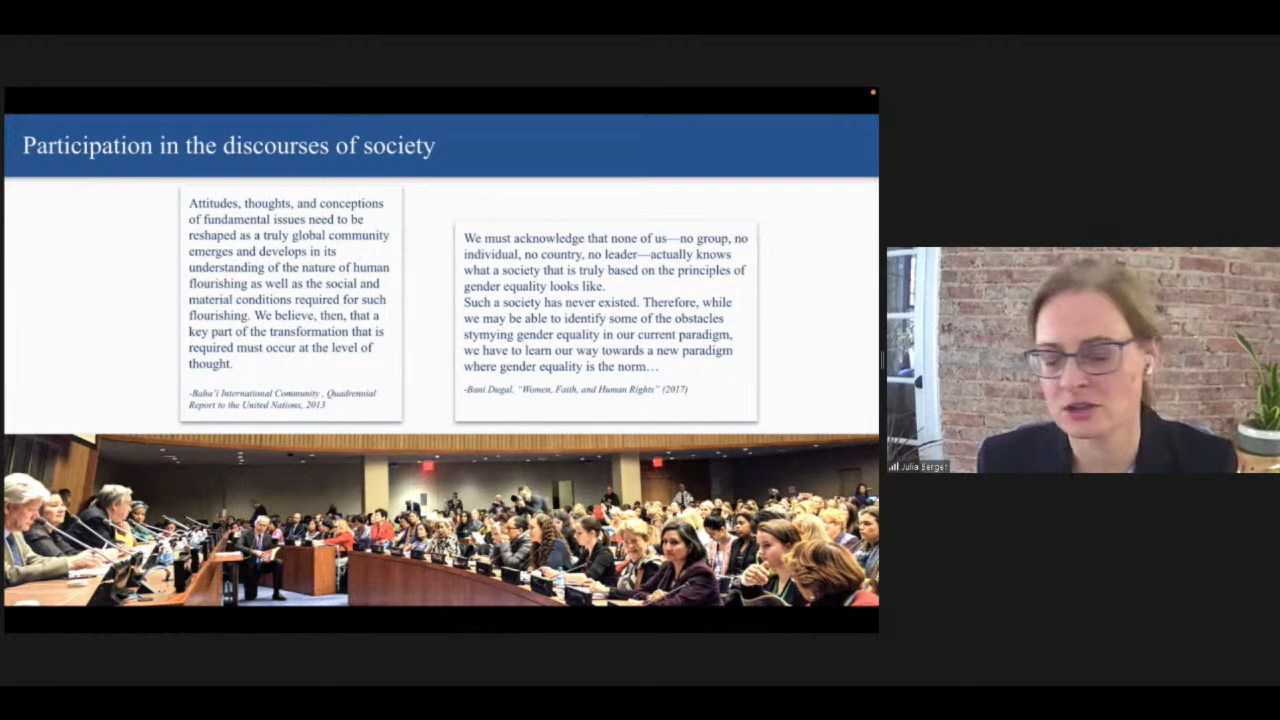 Participation in the discourses of society
Attitudes, thoughts, and conceptions
of fundamental issues need to be
reshaped as a truly global community
emerges and develops in its
understanding of the nature of human
flourishing as well as the social and
material conditions required for such
flourishing. We believe, then, that a
key part of the transformation that is
required must occur at the level of
thought.
-Baha'i International Community , Quadrennial
Report to the United Nations, 2013
We must acknowledge that none of us—no group, no
individual, no country, no leader—actually knows
what a society that is truly based on the principles of
gender equality looks like.
Such a society has never existed. Therefore, while
we may be able to identify some of the obstacles
stymying gender equality in our current paradigm,
we have to learn our way towards a new paradigm
where gender equality is the norm…
-Bani Dugal, "Women, Faith, and Human Rights" (2017)
Julia Berger